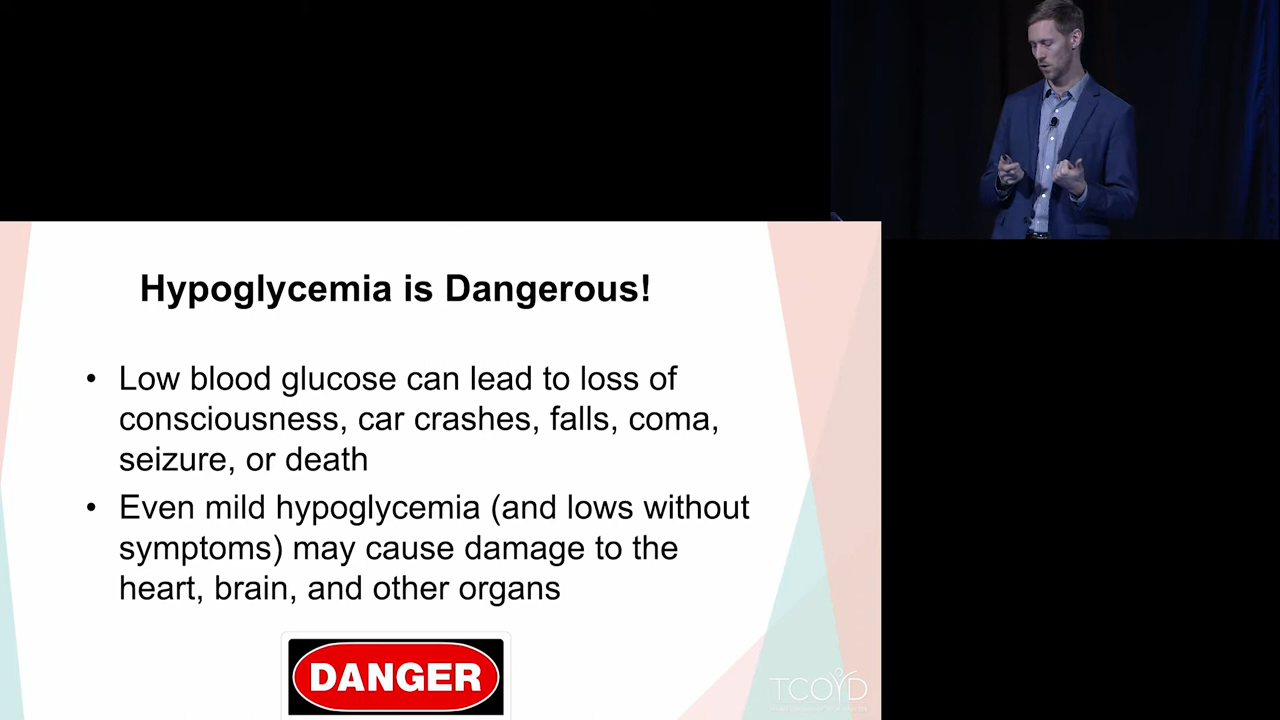 Hypoglycemia is Dangerous!
• Low blood glucose can lead to loss of
consciousness, car crashes, falls, coma,
seizure, or death
• Even mild hypoglycemia (and lows without
symptoms) may cause damage to the
heart, brain, and other organs
DANGER
TCOYD